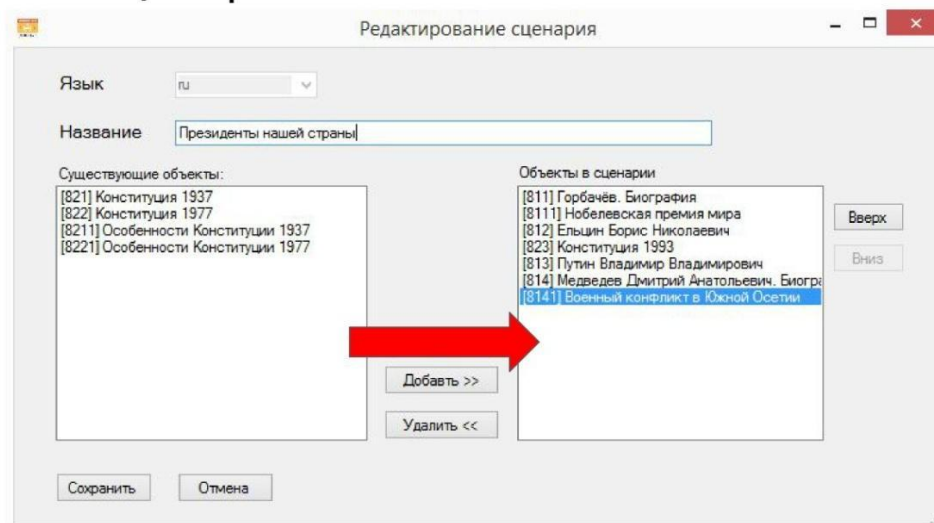 Редактирование сценария
Язык
ru
Название
Президенты нашей страны
Существующие объекты:
[821] Конституция 1937
[822] Конституция 1977
[8211] Особенности Конституции 1937
[8221] Особенности Конституции 1977
Объекты в сценарии
[811] Горбачёв. Биография
[8111] Нобелевская премия мира
[812] Ельцин Борис Николаевич
[823] Конституция 1993
[813] Путин Владимир Владимирович
[814] Медведев Дмитрий Анатольевич. Биогра
[8141] Военный конфликт в Южной Осетии
Вверх
Вниз
Добавть >>
Удалить <<
Сохранить
Отмена